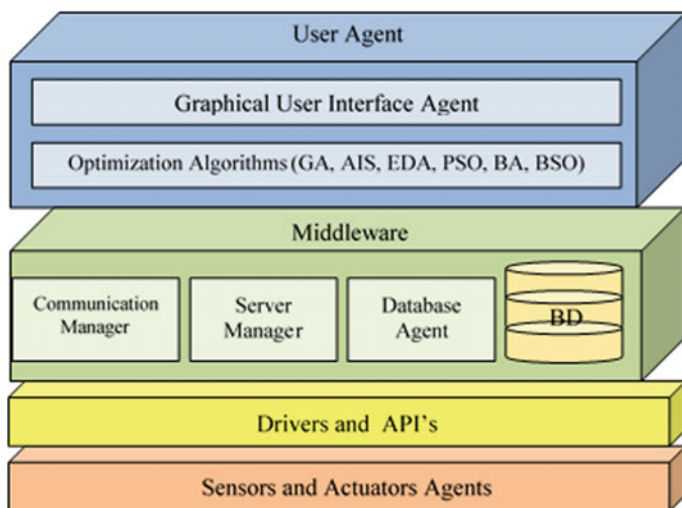 User Agent
Graphical User Interface Agent
Optimization Algorithms (GA, AIS, EDA, PSO, BA, BSO)
Middleware
Communication
Manager
Server
Manager
Database
Agent
BD
Drivers and API's
Sensors and Actuators Agents